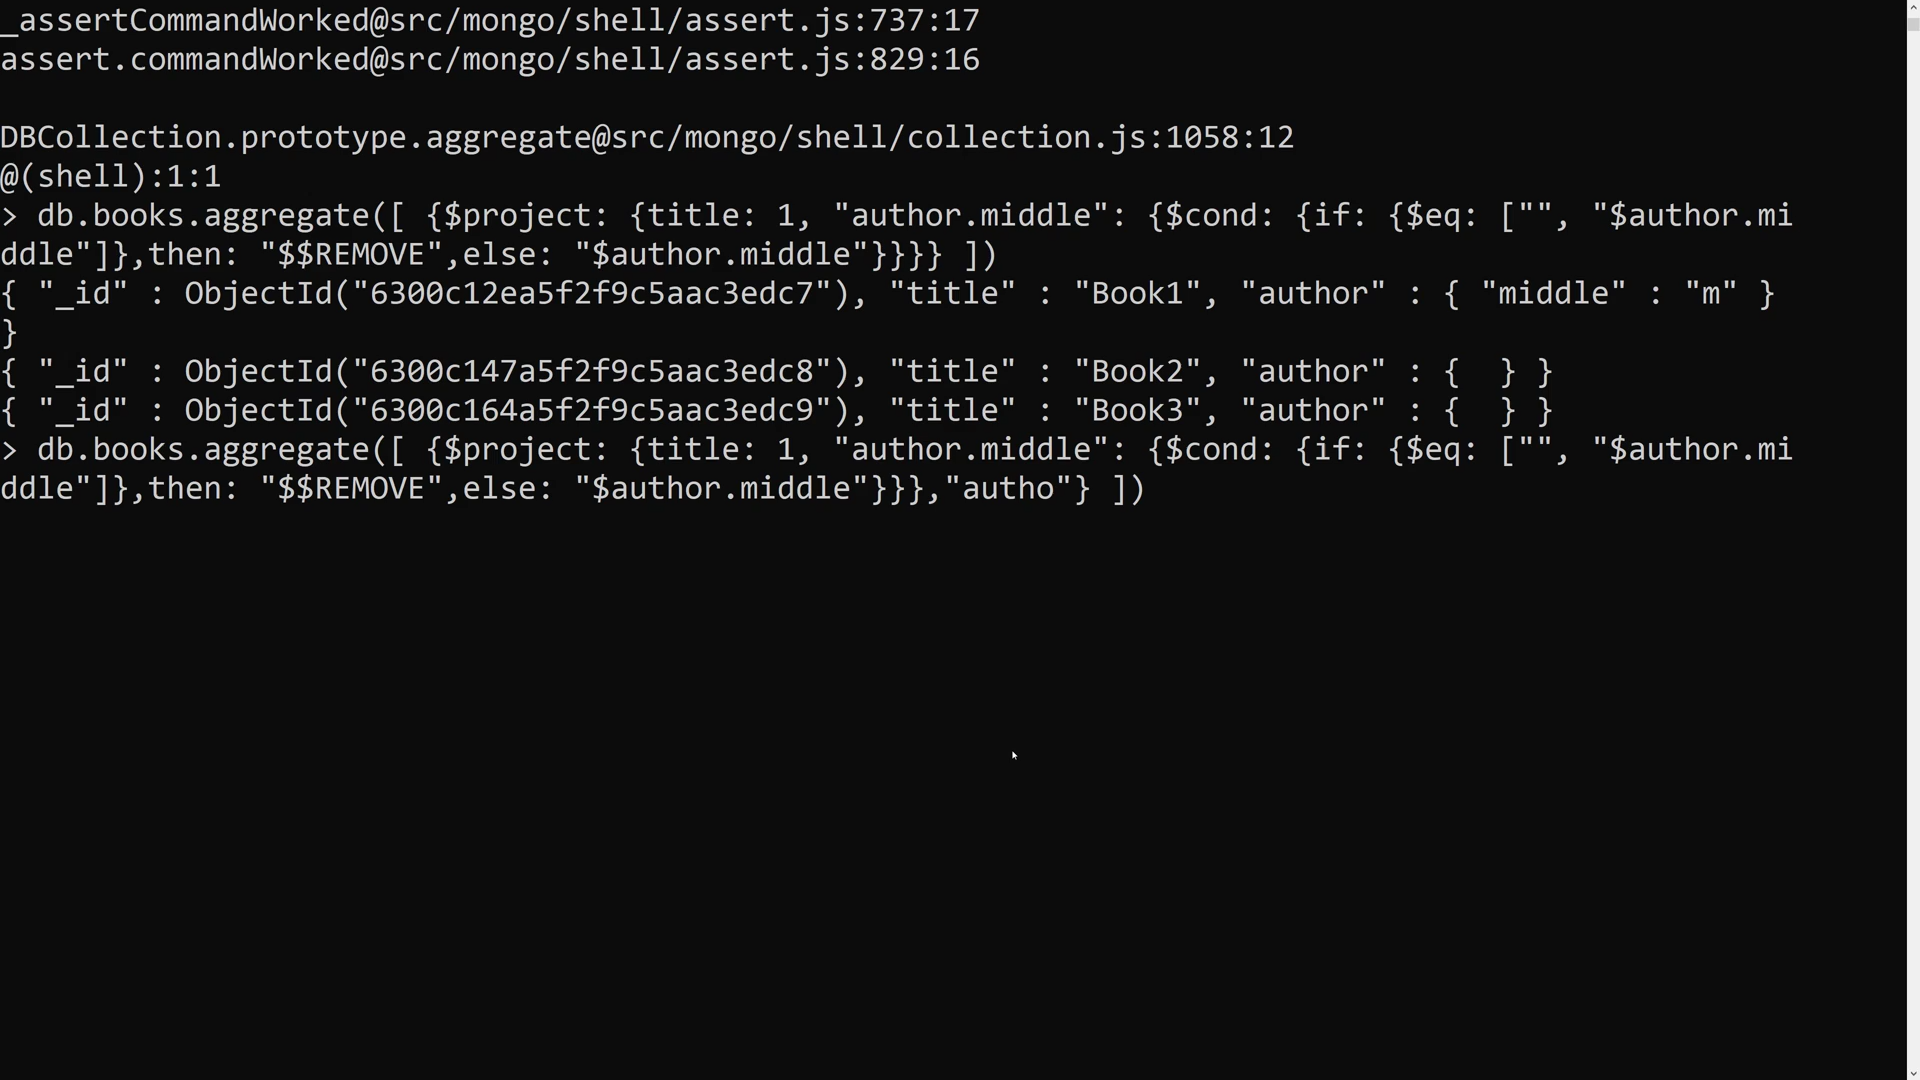 _assertCommandWorked@src/mongo/shell/assert.js:737:17
assert.commandWorked@src/mongo/shell/assert.js:829:16
DBCollection.prototype.aggregate@src/mongo/shell/collection.js:1058:12
@(shell):1:1
> db.books.aggregate([ {$project: {title: 1, "author.middle": {$cond: {if: {$eq: ["", "$author.mi
ddle"]},then: "$$REMOVE",else: "$author.middle"}}}} ])
{ "_id" : ObjectId("6300c12ea5f2f9c5aac3edc7"), "title" : "Book1", "author" : { "middle" : "m" }
}
{ "_id" : ObjectId("6300c147a5f2f9c5aac3edc8"), "title" : "Book2", "author" : {  } }
{ "_id" : ObjectId("6300c164a5f2f9c5aac3edc9"), "title" : "Book3", "author" : {  } }
> db.books.aggregate([ {$project: {title: 1, "author.middle": {$cond: {if: {$eq: ["", "$author.mi
ddle"]},then: "$$REMOVE",else: "$author.middle"}}},"autho"} ])